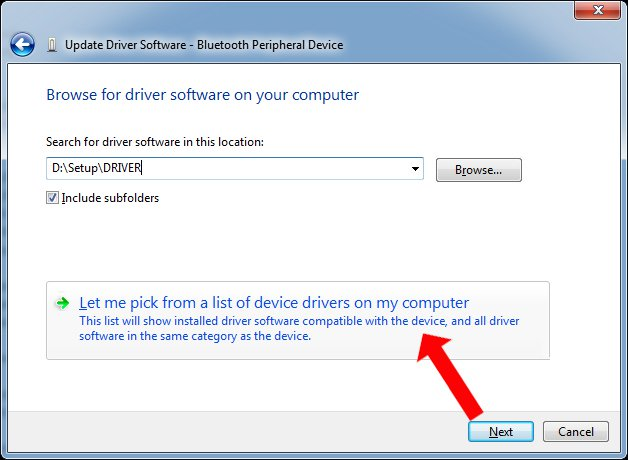 Update Driver Software - Bluetooth Peripheral Device
Browse for driver software on your computer
Search for driver software in this location:
D:\Setup\DRIVER
Browse...
Include subfolders
Let me pick from a list of device drivers on my computer
This list will show installed driver software compatible with the device, and all driver
software in the same category as the device.
Next
Cancel